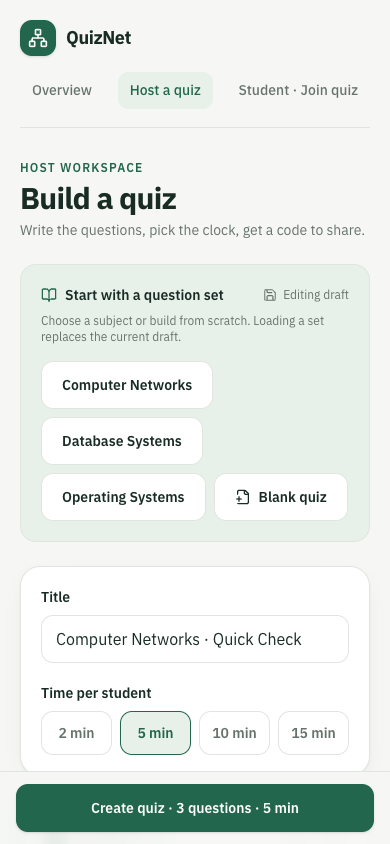 QuizNet
Overview
Host a quiz
Student · Join quiz
HOST WORKSPACE
Build a quiz
Write the questions, pick the clock, get a code to share.
Start with a question set
Editing draft
Choose a subject or build from scratch. Loading a set
replaces the current draft.
Computer Networks
Database Systems
Operating Systems
Blank quiz
Title
Computer Networks · Quick Check
Time per student
2 min
5 min
10 min
15 min
Create quiz · 3 questions · 5 min